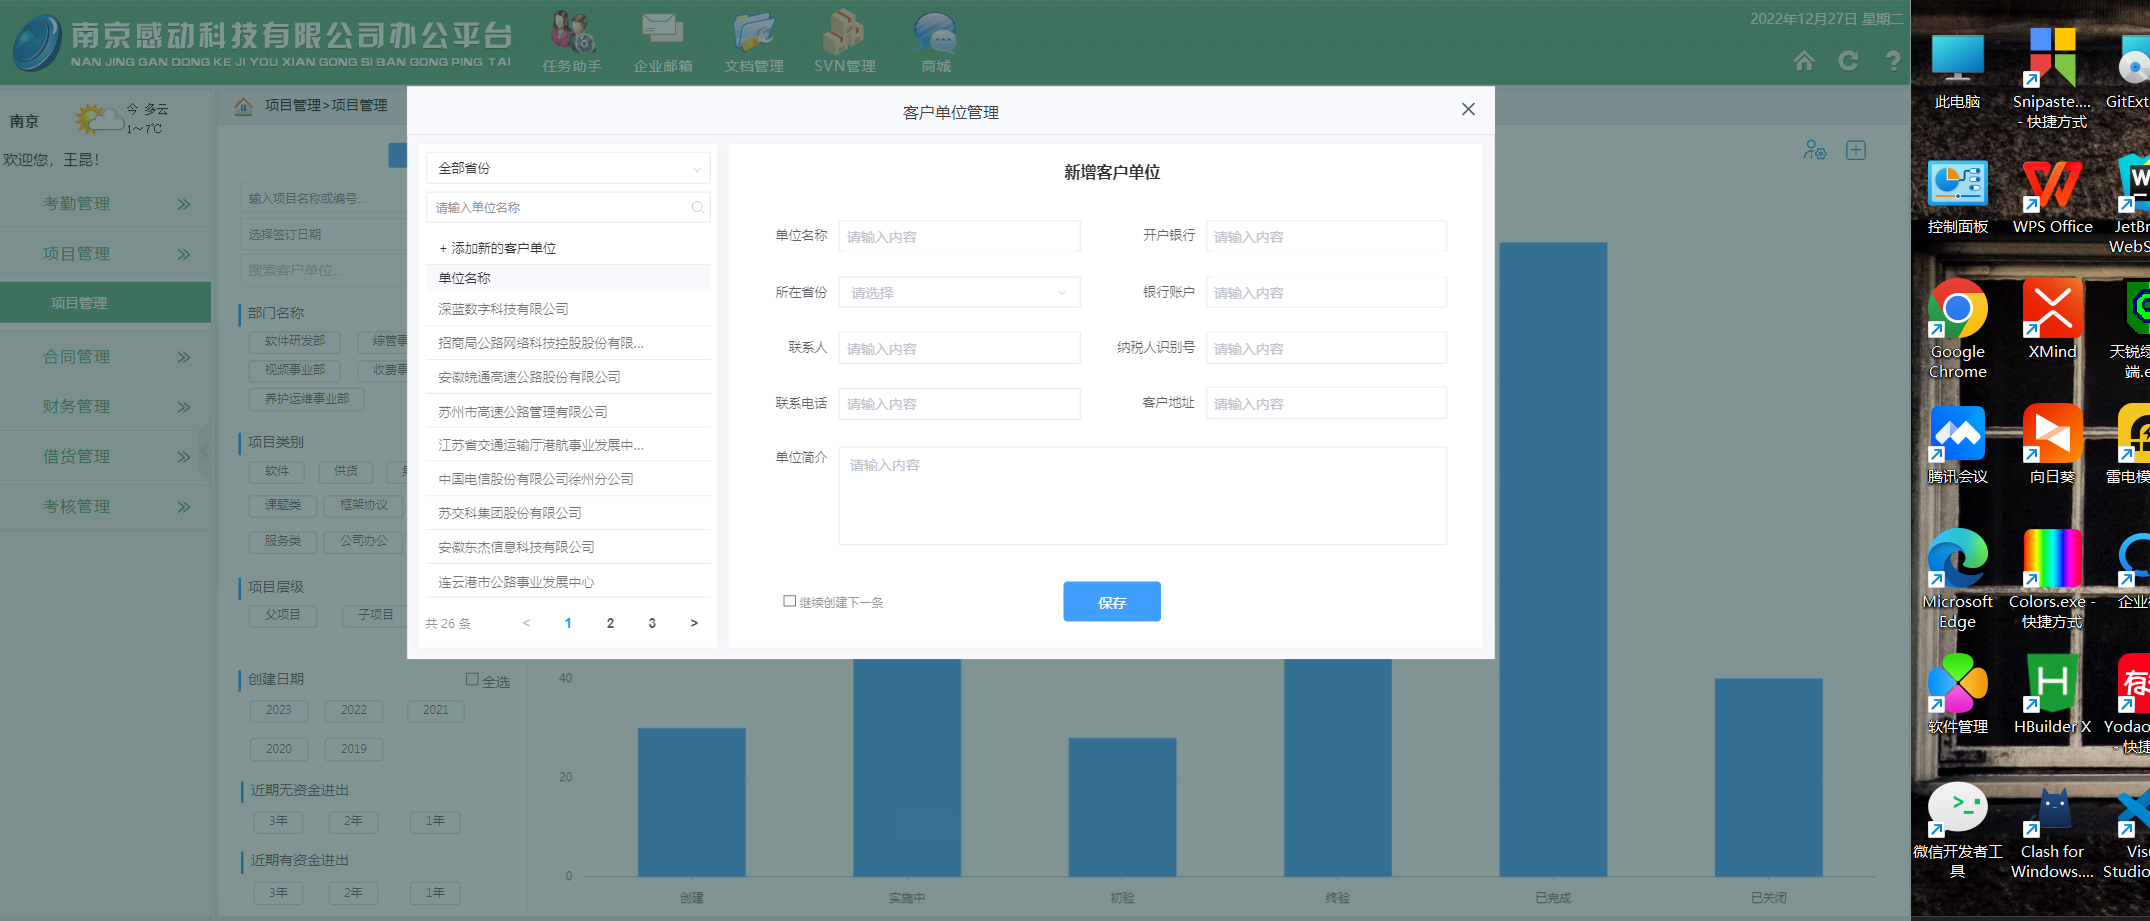 南京感动科技有限公司办公平台
NAN JING GAN DONG KE JI YOU XIAN GONG SI BAN GONG PING TAI
任务助手
企业邮箱
文档管理
SVN管理
商城
2022年12月27日 星期二
南京
今 多云
1～7℃
欢迎您，王昆！
考勤管理
项目管理
项目管理
合同管理
财务管理
借货管理
考核管理
项目管理>项目管理
输入项目名称或编号...
选择签订日期
搜索客户单位...
部门名称
软件研发部
综管事
视频事业部
收费事
养护运维事业部
项目类别
软件
供货
课题类
框架协议
服务类
公司办公
项目层级
父项目
子项目
创建日期
全选
2023
2022
2021
2020
2019
近期无资金进出
3年
2年
1年
近期有资金进出
3年
2年
1年
客户单位管理
全部省份
请输入单位名称
+ 添加新的客户单位
单位名称
深蓝数字科技有限公司
招商局公路网络科技控股股份有限...
安徽皖通高速公路股份有限公司
苏州市高速公路管理有限公司
江苏省交通运输厅港航事业发展中...
中国电信股份有限公司徐州分公司
苏交科集团股份有限公司
安徽东杰信息科技有限公司
连云港市公路事业发展中心
共 26 条
<
1
2
3
>
新增客户单位
单位名称
请输入内容
开户银行
请输入内容
所在省份
请选择
银行账户
请输入内容
联系人
请输入内容
纳税人识别号
请输入内容
联系电话
请输入内容
客户地址
请输入内容
单位简介
请输入内容
继续创建下一条
保存
40
20
0
创建
实施中
初验
终验
已完成
已关闭
此电脑
Snipaste....
- 快捷方式
GitExt
控制面板
WPS Office
JetBr
WebS
Google
Chrome
XMind
天锐绿
端.e
腾讯会议
向日葵
雷电模
Microsoft
Edge
Colors.exe -
快捷方式
企业
软件管理
HBuilder X
有
Yodao
- 快捷
微信开发者工
具
Clash for
Windows....
Visu
Studio